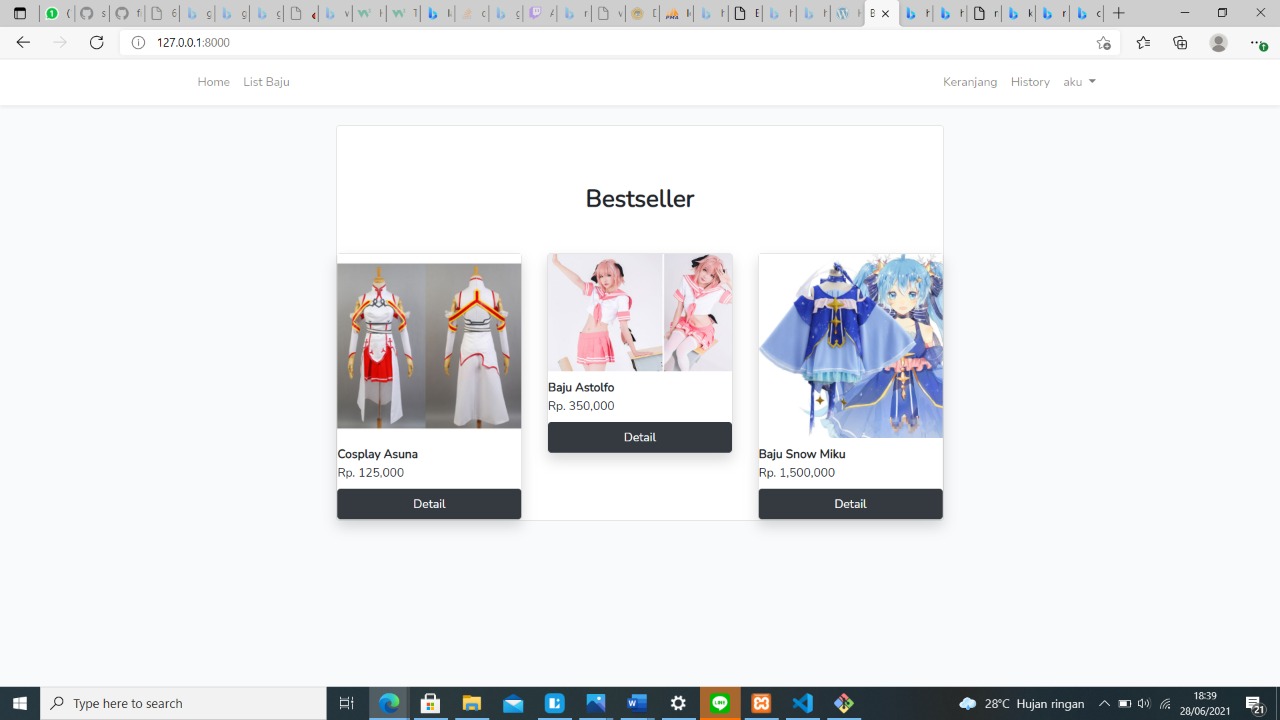 127.0.0.1:8000
Home List Baju Keranjang History aku
Bestseller
Cosplay Asuna
Rp. 125,000
Detail
Baju Astolfo
Rp. 350,000
Detail
Baju Snow Miku
Rp. 1,500,000
Detail
Type here to search
28°C Hujan ringan
18:39
28/06/2021
21